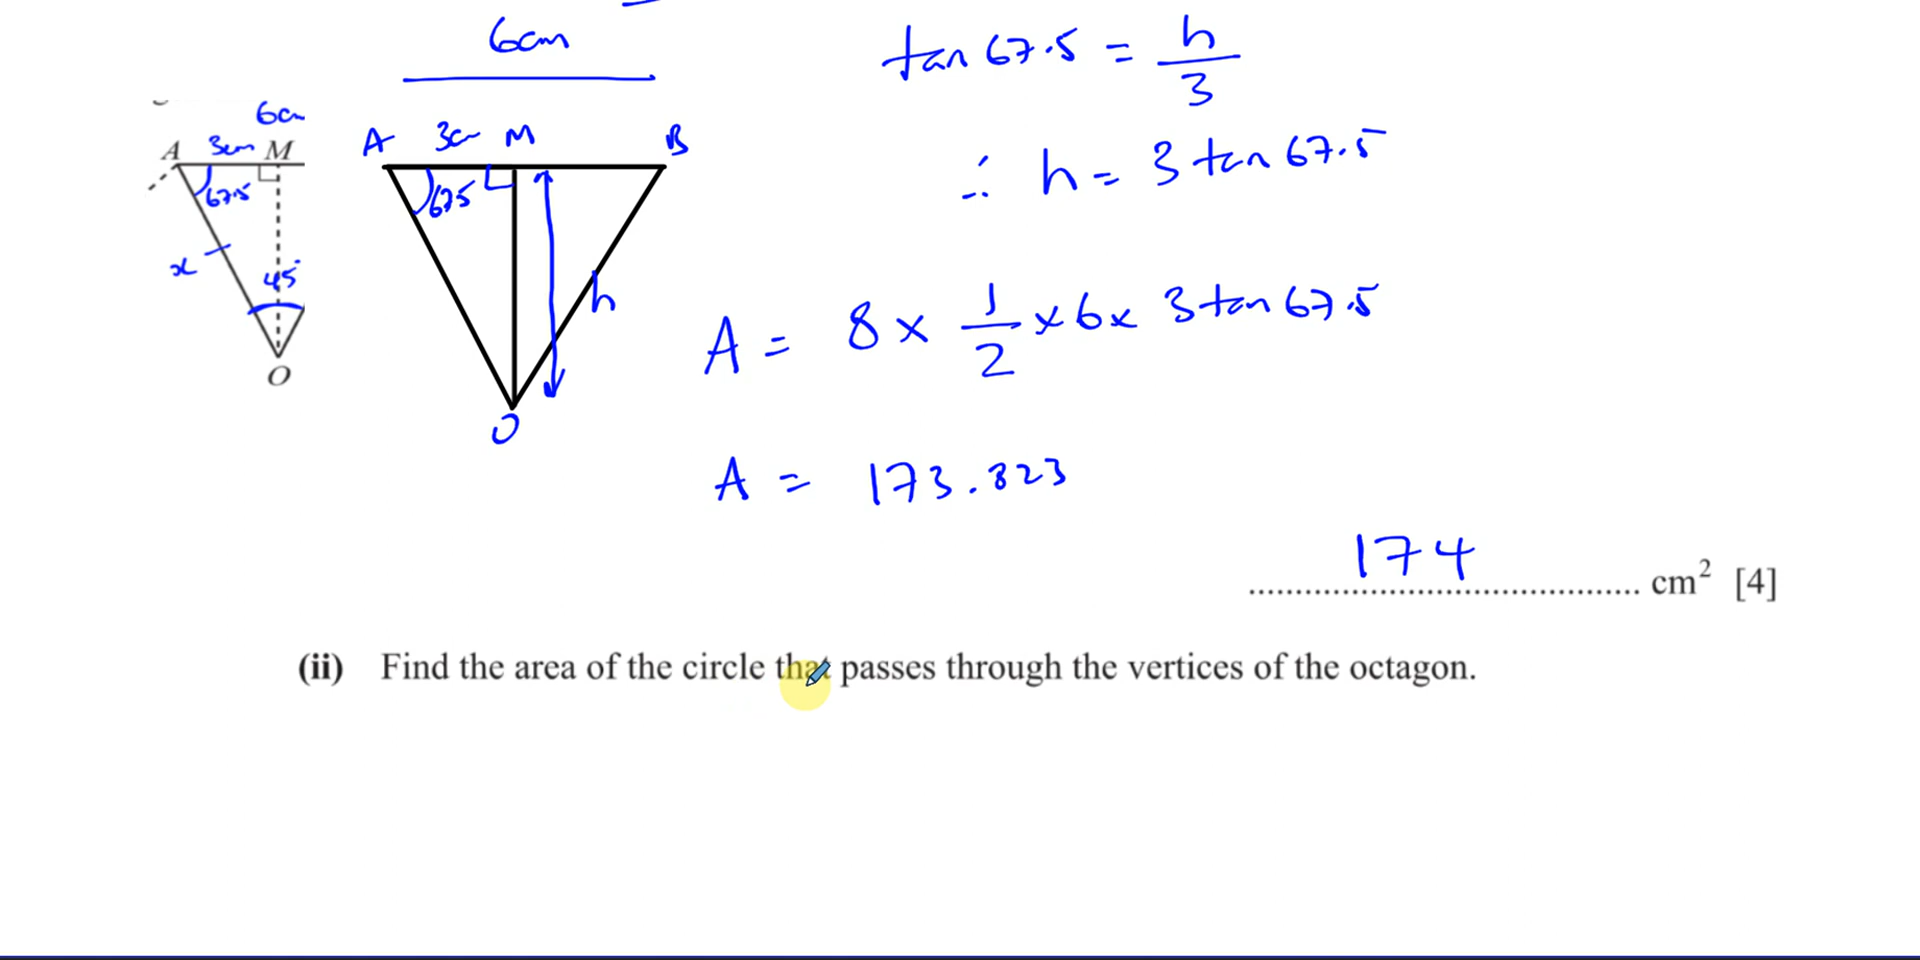 6cm
tan 67.5 = h/3
6cm
A 3cm M
A 3cm M B
67.5
67.5
∴ h = 3 tan 67.5
x
45°
h
A = 8 x 1/2 x 6 x 3 tan 67.5
O
O
A = 173.823
174
cm² [4]
(ii) Find the area of the circle that passes through the vertices of the octagon.